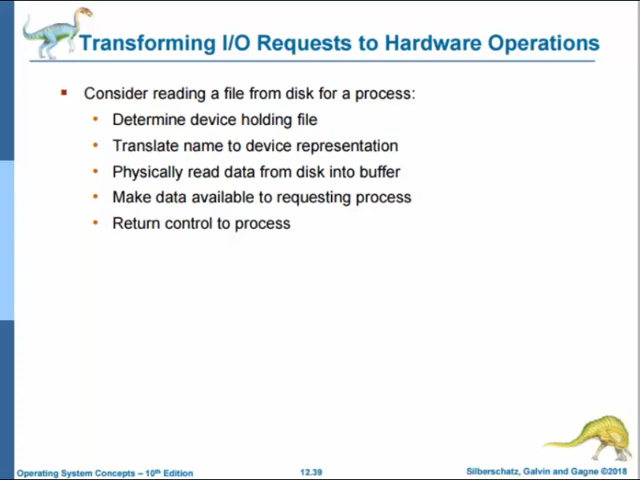 Transforming I/O Requests to Hardware Operations
Consider reading a file from disk for a process:
Determine device holding file
Translate name to device representation
Physically read data from disk into buffer
Make data available to requesting process
Return control to process
Operating System Concepts – 10th Edition
12.39
Silberschatz, Galvin and Gagne ©2018